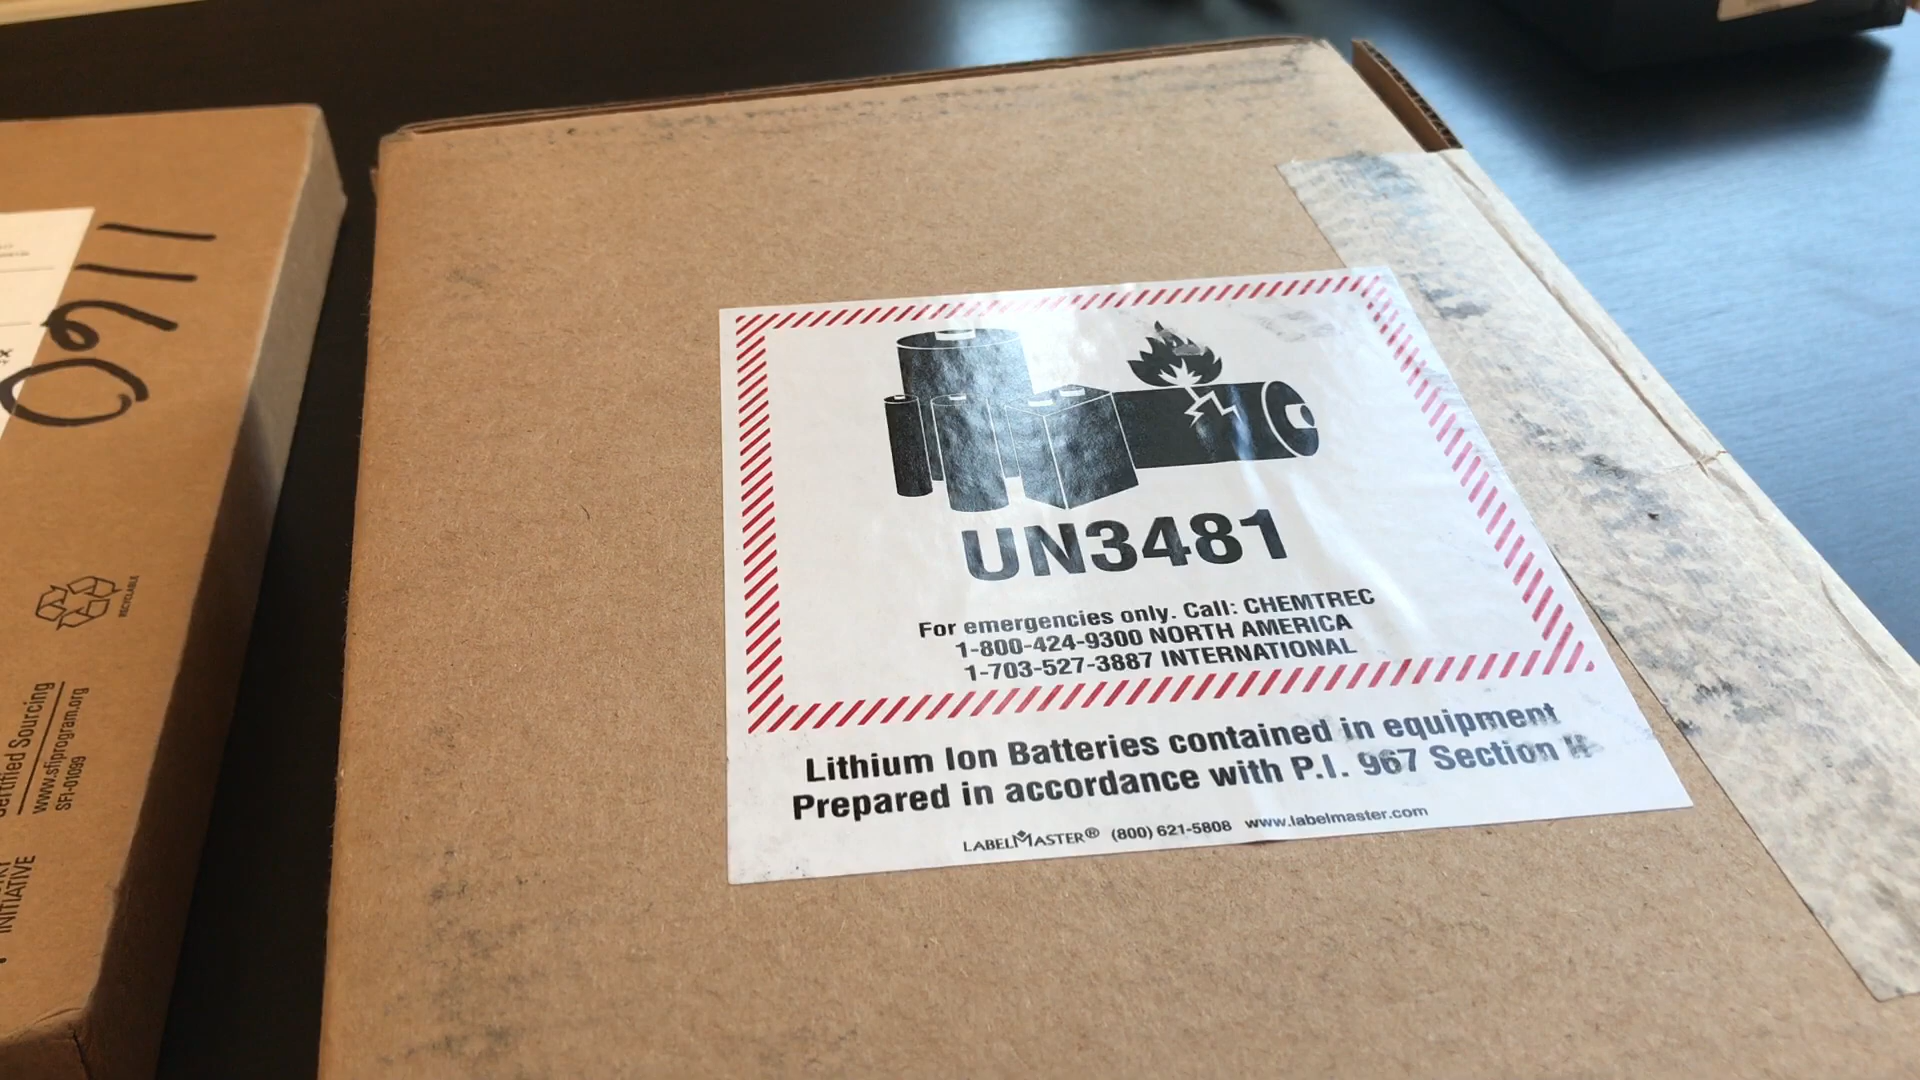 1160
RECYCLABLE
Certified Sourcing
www.sfiprogram.org
SFI-01099
INITIATIVE
UN3481
For emergencies only. Call: CHEMTREC
1-800-424-9300 NORTH AMERICA
1-703-527-3887 INTERNATIONAL
Lithium Ion Batteries contained in equipment
Prepared in accordance with P.I. 967 Section II
LABELMASTER® (800) 621-5808 www.labelmaster.com